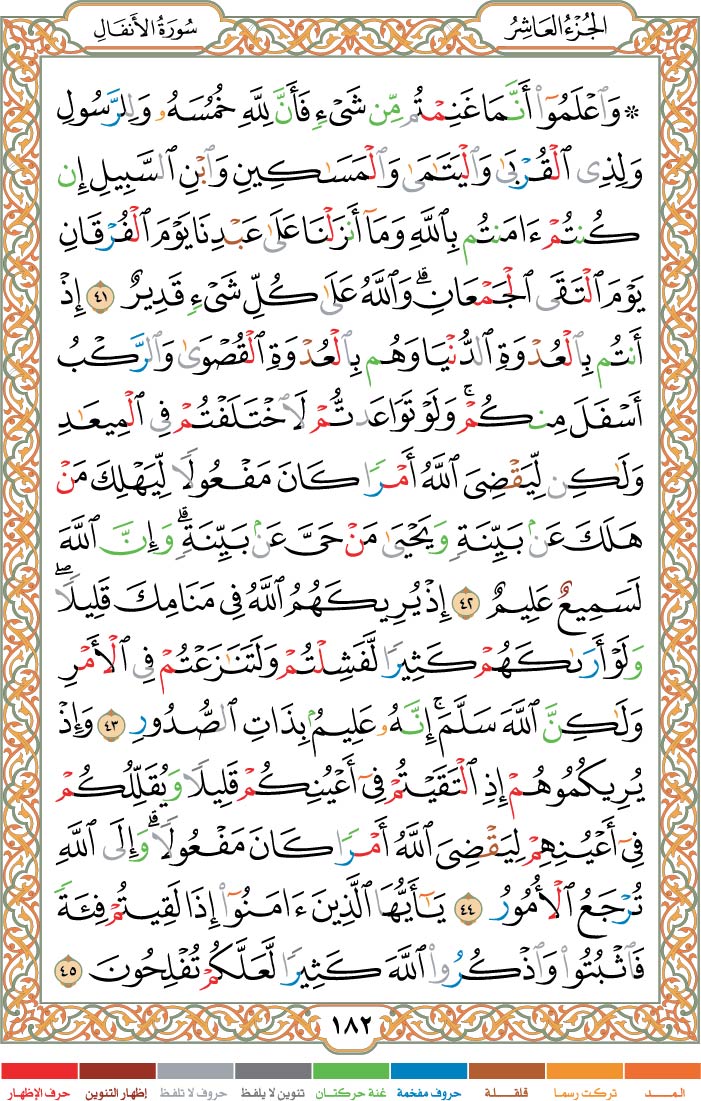 الجُزْءُ العَاشِرُ
سُورَةُ الأَنفَالِ
۞ وَٱعْلَمُوٓا۟ أَنَّمَا غَنِمْتُم مِّن شَىْءٍ فَأَنَّ لِلَّهِ خُمُسَهُۥ وَلِلرَّسُولِ
وَلِذِى ٱلْقُرْبَىٰ وَٱلْيَتَٰمَىٰ وَٱلْمَسَٰكِينِ وَٱبْنِ ٱلسَّبِيلِ إِن
كُنتُمْ ءَامَنتُم بِٱللَّهِ وَمَآ أَنزَلْنَا عَلَىٰ عَبْدِنَا يَوْمَ ٱلْفُرْقَانِ
يَوْمَ ٱلْتَقَى ٱلْجَمْعَانِ ۗ وَٱللَّهُ عَلَىٰ كُلِّ شَىْءٍ قَدِيرٌ ٤١ إِذْ
أَنتُم بِٱلْعُدْوَةِ ٱلدُّنْيَا وَهُم بِٱلْعُدْوَةِ ٱلْقُصْوَىٰ وَٱلرَّكْبُ
أَسْفَلَ مِنكُمْ ۚ وَلَوْ تَوَاعَدتُّمْ لَٱخْتَلَفْتُمْ فِى ٱلْمِيعَٰدِ
وَلَٰكِن لِّيَقْضِىَ ٱللَّهُ أَمْرًا كَانَ مَفْعُولًا لِّيَهْلِكَ مَنْ
هَلَكَ عَنۢ بَيِّنَةٍ وَيَحْيَىٰ مَنْ حَىَّ عَنۢ بَيِّنَةٍ ۗ وَإِنَّ ٱللَّهَ
لَسَمِيعٌ عَلِيمٌ ٤٢ إِذْ يُرِيكَهُمُ ٱللَّهُ فِى مَنَامِكَ قَلِيلًا ۖ
وَلَوْ أَرَىٰكَهُمْ كَثِيرًا لَّفَشِلْتُمْ وَلَتَنَٰزَعْتُمْ فِى ٱلْأَمْرِ
وَلَٰكِنَّ ٱللَّهَ سَلَّمَ ۗ إِنَّهُۥ عَلِيمٌۢ بِذَاتِ ٱلصُّدُورِ ٤٣ وَإِذْ
يُرِيكُمُوهُمْ إِذِ ٱلْتَقَيْتُمْ فِىٓ أَعْيُنِكُمْ قَلِيلًا وَيُقَلِّلُكُمْ
فِىٓ أَعْيُنِهِمْ لِيَقْضِىَ ٱللَّهُ أَمْرًا كَانَ مَفْعُولًا ۗ وَإِلَى ٱللَّهِ
تُرْجَعُ ٱلْأُمُورُ ٤٤ يَٰٓأَيُّهَا ٱلَّذِينَ ءَامَنُوٓا۟ إِذَا لَقِيتُمْ فِئَةً
فَٱثْبُتُوا۟ وَٱذْكُرُوا۟ ٱللَّهَ كَثِيرًا لَّعَلَّكُمْ تُفْلِحُونَ ٤٥
١٨٢
المــد تركت رسما قلقلة حروف مفخمة غنة حركتان تنوين لا يلفظ حروف لا تلفظ إظهار التنوين حرف الإظهار